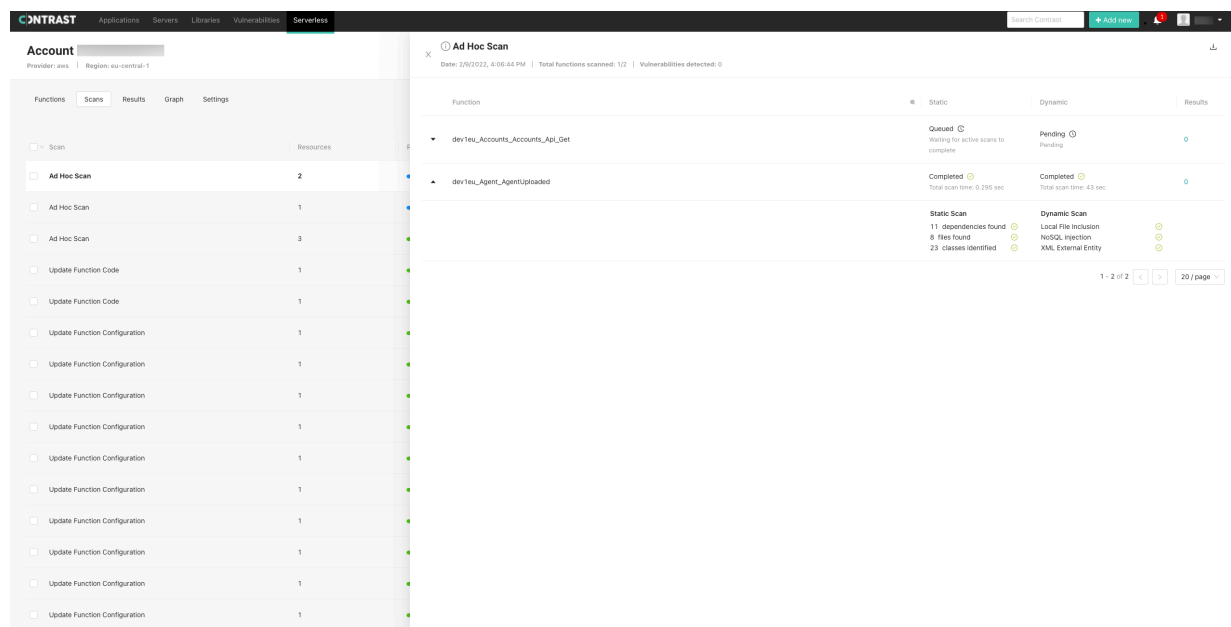 CONTRAST Applications Servers Libraries Vulnerabilities Serverless Search Contrast + Add new 1
Account
Provider: aws | Region: eu-central-1
Functions Scans Results Graph Settings
Scan Resources
Ad Hoc Scan 2
Ad Hoc Scan 1
Ad Hoc Scan 3
Update Function Code 1
Update Function Code 1
Update Function Configuration 1
Update Function Configuration 1
Update Function Configuration 1
Update Function Configuration 1
Update Function Configuration 1
Update Function Configuration 1
Update Function Configuration 1
Update Function Configuration 1
Update Function Configuration 1
Update Function Configuration 1
Ad Hoc Scan
Date: 2/9/2022, 4:06:44 PM | Total functions scanned: 1/2 | Vulnerabilities detected: 0
Function Static Dynamic Results
dev1eu_Accounts_Accounts_Api_Get Queued Pending 0
Waiting for active scans to Pending
complete
dev1eu_Agent_AgentUploaded Completed Completed 0
Total scan time: 0.295 sec Total scan time: 43 sec
Static Scan Dynamic Scan
11 dependencies found Local File Inclusion
8 files found NoSQL injection
23 classes identified XML External Entity
1 - 2 of 2 < > 20 / page